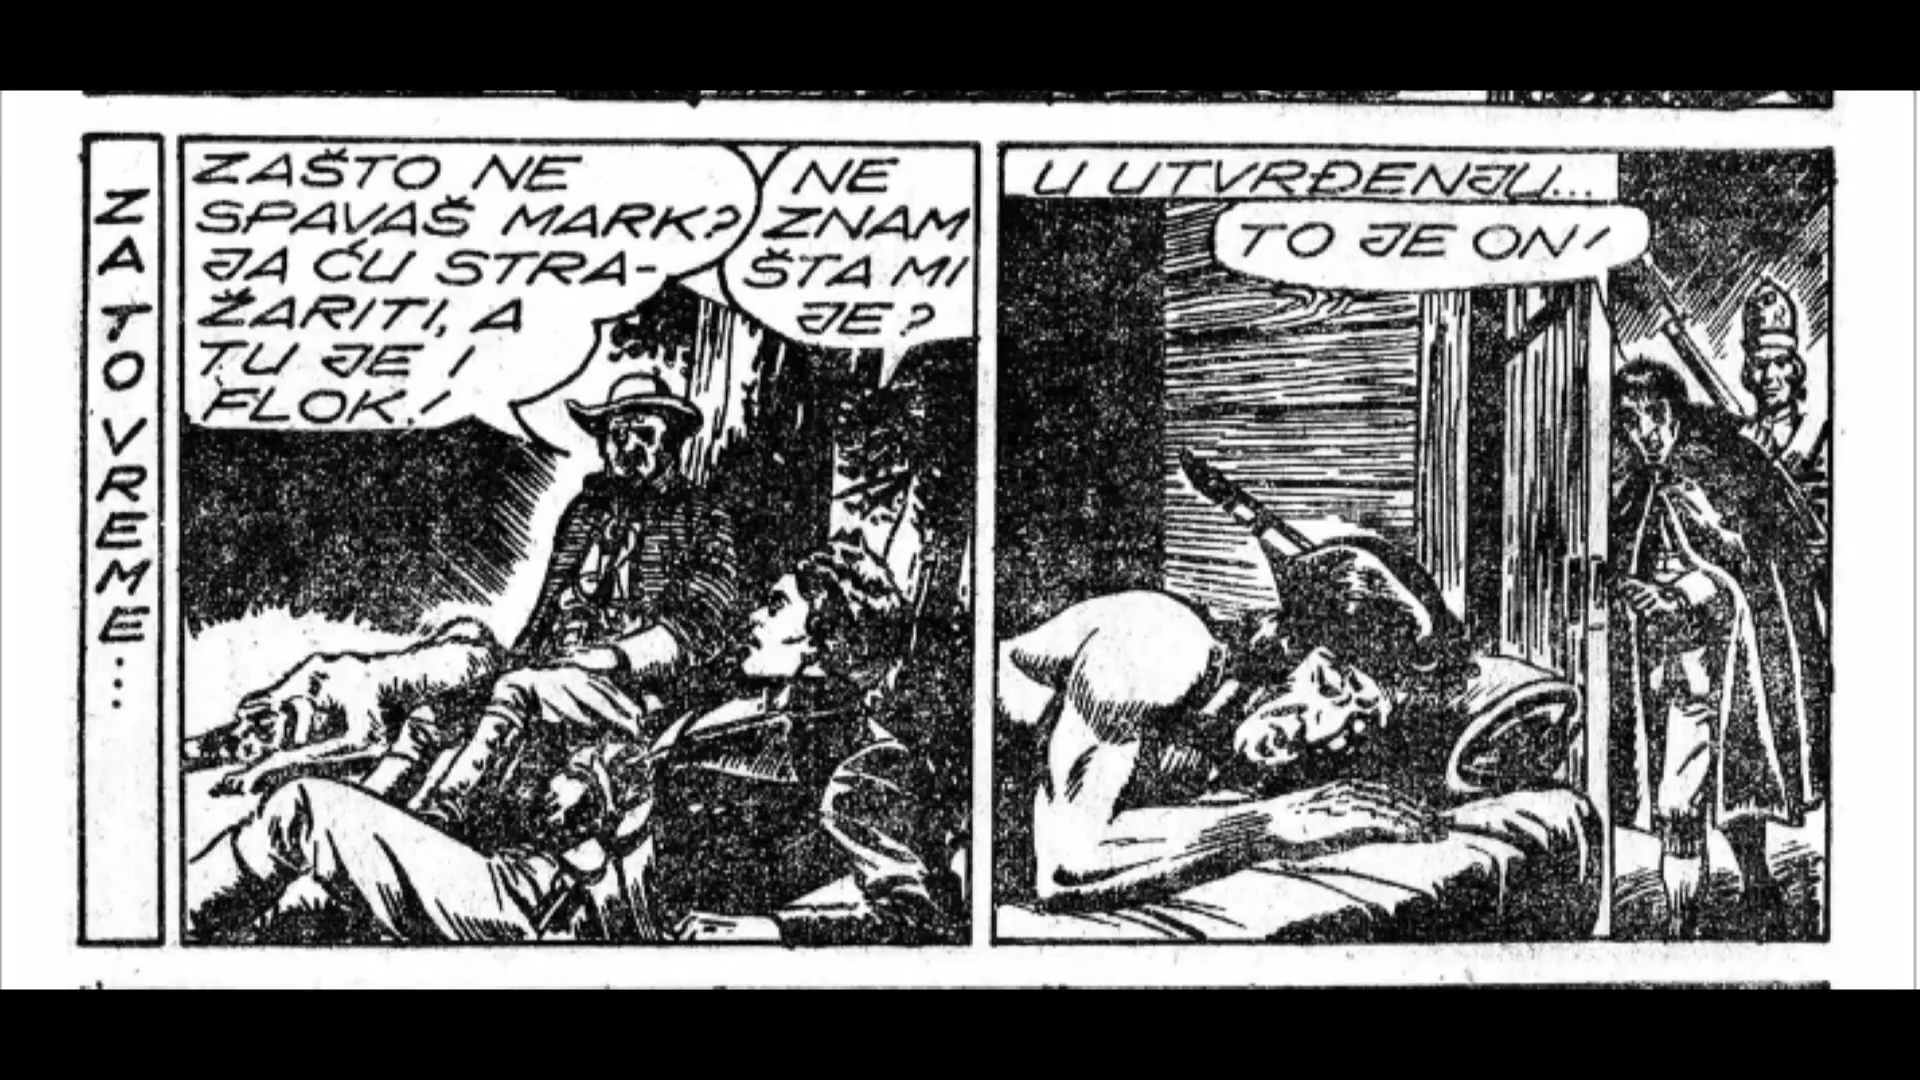 ZA TO VREME...
ZAŠTO NE
SPAVAŠ MARK?
JA ĆU STRA-
ŽARITI, A
TU JE I
FLOK!
NE
ZNAM
ŠTA MI
JE?
U UTVRĐENJU...
TO JE ON!